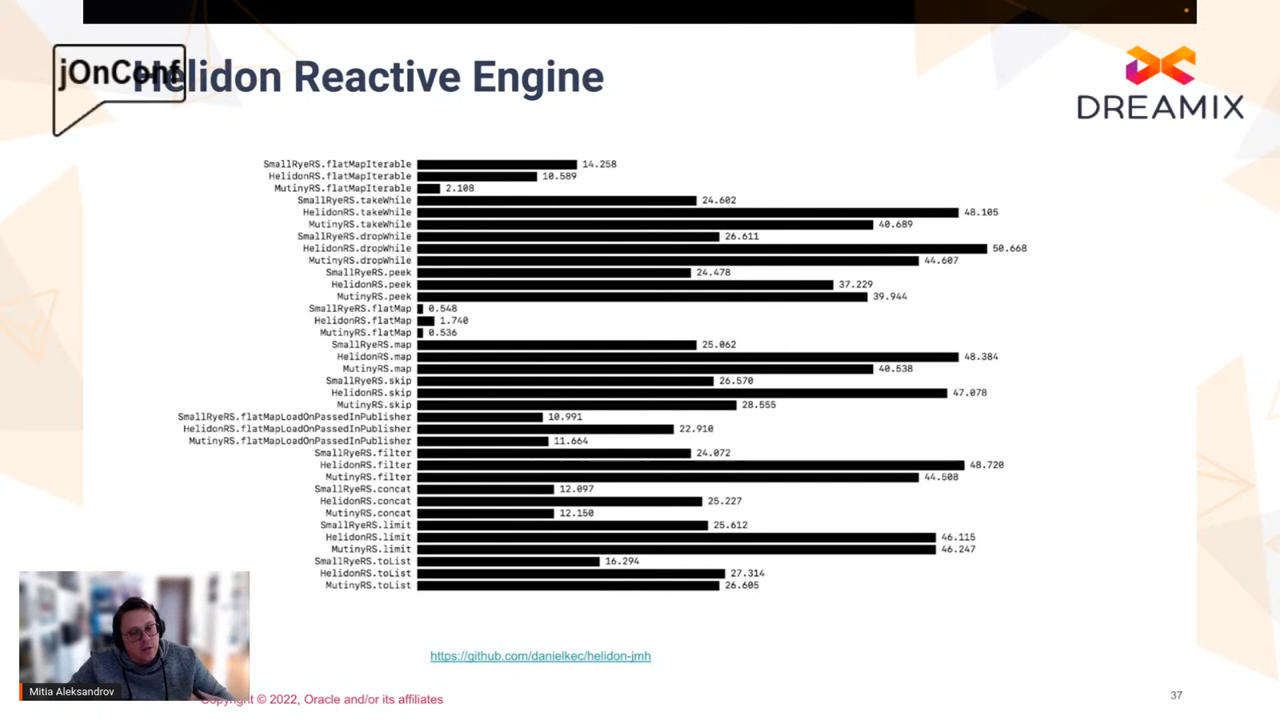 jOnConf
Helidon Reactive Engine
DREAMIX
SmallRyeRS.flatMapIterable 14.258
HelidonRS.flatMapIterable 10.589
MutinyRS.flatMapIterable 2.108
SmallRyeRS.takeWhile 24.602
HelidonRS.takeWhile 48.105
MutinyRS.takeWhile 40.689
SmallRyeRS.dropWhile 26.611
HelidonRS.dropWhile 50.668
MutinyRS.dropWhile 44.607
SmallRyeRS.peek 24.478
HelidonRS.peek 37.229
MutinyRS.peek 39.944
SmallRyeRS.flatMap 0.548
HelidonRS.flatMap 1.740
MutinyRS.flatMap 0.536
SmallRyeRS.map 25.062
HelidonRS.map 48.384
MutinyRS.map 40.538
SmallRyeRS.skip 26.570
HelidonRS.skip 47.078
MutinyRS.skip 28.555
SmallRyeRS.flatMapLoadOnPassedInPublisher 10.991
HelidonRS.flatMapLoadOnPassedInPublisher 22.910
MutinyRS.flatMapLoadOnPassedInPublisher 11.664
SmallRyeRS.filter 24.072
HelidonRS.filter 48.720
MutinyRS.filter 44.508
SmallRyeRS.concat 12.097
HelidonRS.concat 25.227
MutinyRS.concat 12.150
SmallRyeRS.limit 25.612
HelidonRS.limit 46.115
MutinyRS.limit 46.247
SmallRyeRS.toList 16.294
HelidonRS.toList 27.314
MutinyRS.toList 26.605
https://github.com/danielkec/helidon-jmh
Mitia Aleksandrov
Copyright © 2022, Oracle and/or its affiliates
37